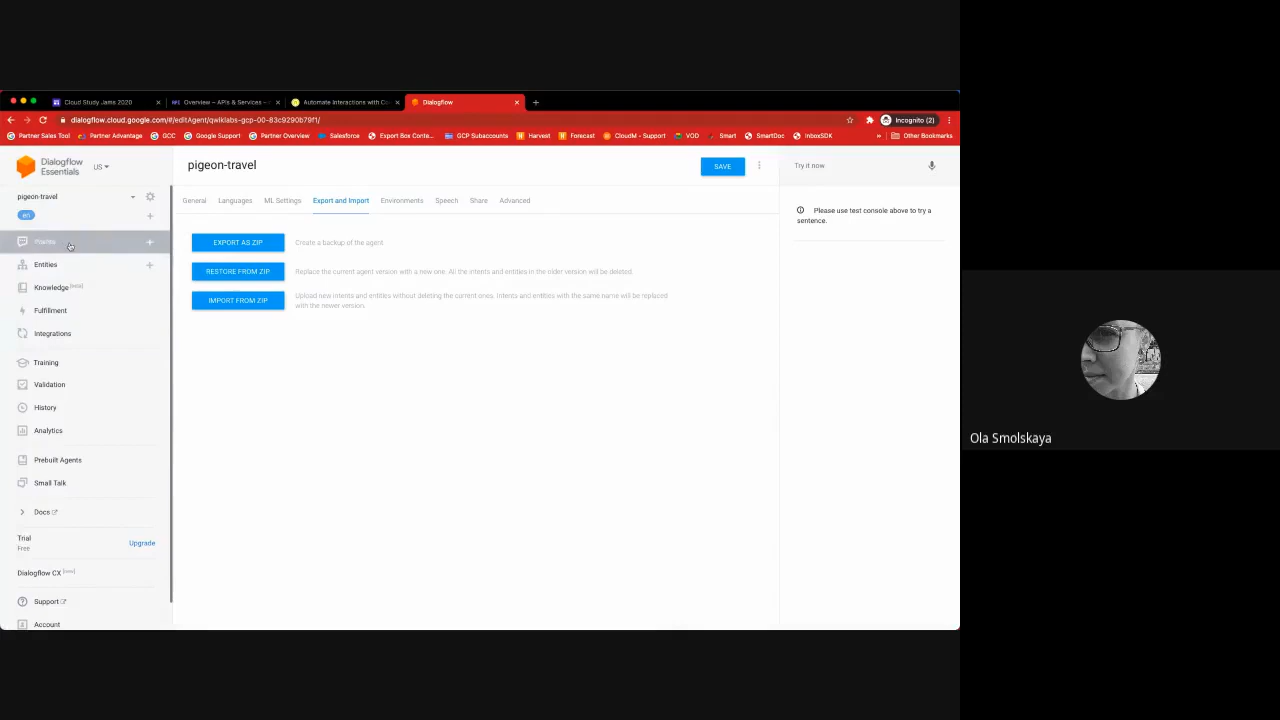 Cloud Study Jams 2020
Overview – APIs & Services –
Automate Interactions with C
Dialogflow
dialogflow.cloud.google.com/#/editAgent/qwiklabs-gcp-00-83c9290b79f1/
Incognito (2)
Partner Sales Tool
Partner Advantage
GCC
Google Support
Partner Overview
Salesforce
Export Box Conte...
GCP Subaccounts
Harvest
Forecast
CloudM - Support
VOD
Smart
SmartDoc
InboxSDK
»
Other Bookmarks
Dialogflow
Essentials
US
pigeon-travel
SAVE
Try it now
pigeon-travel
en
General
Languages
ML Settings
Export and Import
Environments
Speech
Share
Advanced
Please use test console above to try a
sentence.
Intents
EXPORT AS ZIP
Create a backup of the agent
Entities
RESTORE FROM ZIP
Replace the current agent version with a new one. All the intents and entities in the older version will be deleted.
Knowledge [beta]
IMPORT FROM ZIP
Upload new intents and entities without deleting the current ones. Intents and entities with the same name will be replaced
with the newer version.
Fulfillment
Integrations
Training
Validation
History
Analytics
Prebuilt Agents
Small Talk
Docs
Trial
Free
Upgrade
Dialogflow CX [new]
Support
Account
Ola Smolskaya